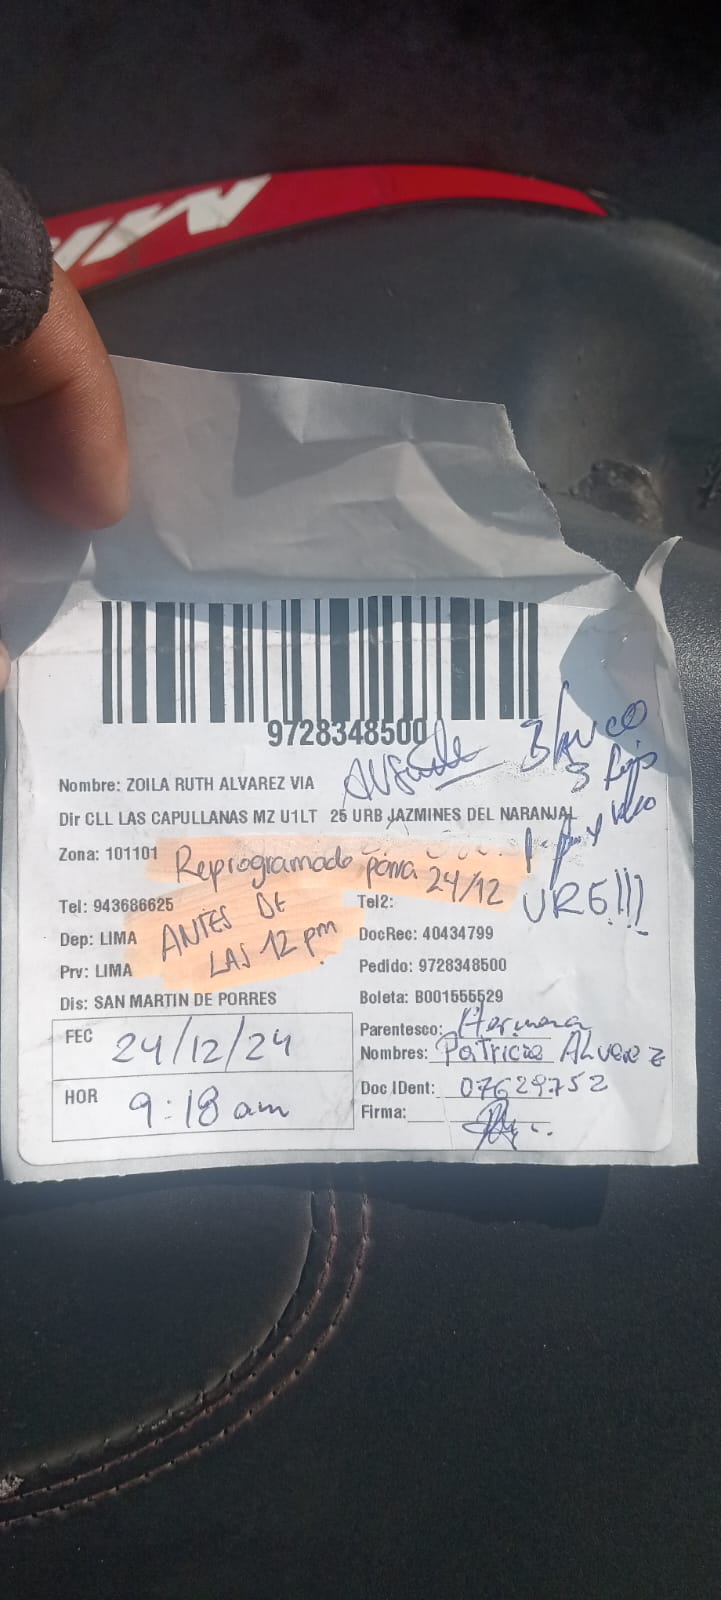 9728348500
Nombre: ZOILA RUTH ALVAREZ VIA
BLANCO
3
Dir CLL LAS CAPULLANAS MZ U1LT 25 URB JAZMINES DEL NARANJAL
Zona: 101101
Reprogramado para 24/12
ANTES DE
LAS 12 pm
URG!!!
Tel: 943686625
Tel2:
Dep: LIMA
DocRec: 40434799
Prv: LIMA
Pedido: 9728348500
Dis: SAN MARTIN DE PORRES
Boleta: B001555529
FEC 24/12/24
HOR 9:18 am
Parentesco: Hermana
Nombres: Patricia Alvarez
Doc IDent: 07629752
Firma: